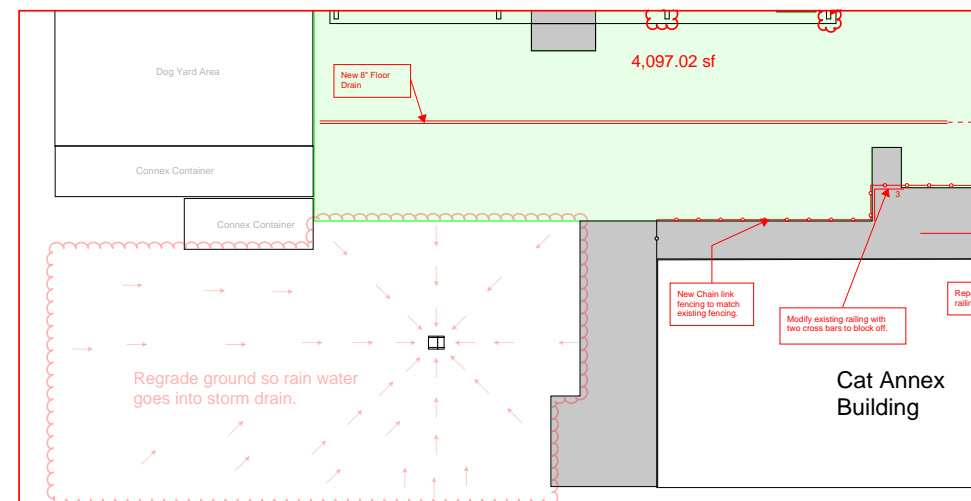 4,097.02 sf
Dog Yard Area
New 8" Floor
Drain
Connex Container
3
Connex Container
New Chain link
fencing to match
existing fencing.
Modify existing railing with
two cross bars to block off.
Regrade ground so rain water
goes into storm drain.
Cat Annex
Building